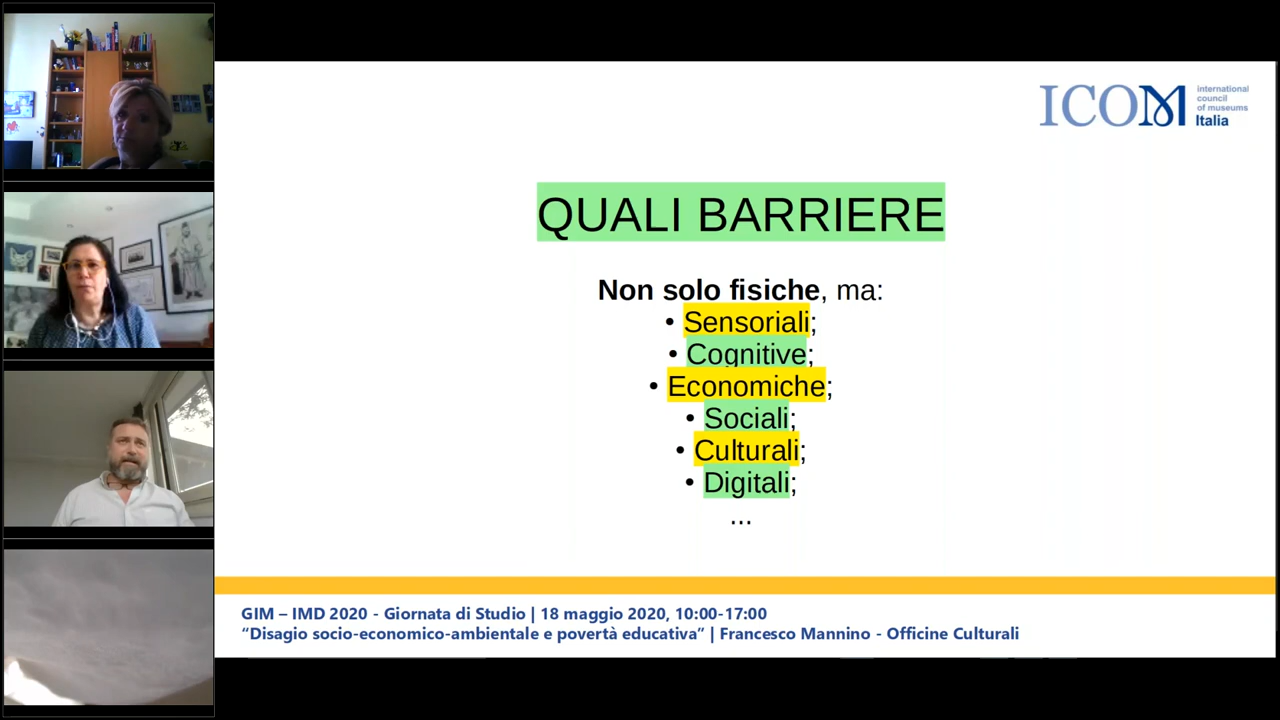 ICOM
international
council
of museums
Italia
QUALI BARRIERE
Non solo fisiche, ma:
• Sensoriali;
• Cognitive;
• Economiche;
• Sociali;
• Culturali;
• Digitali;
...
GIM – IMD 2020 - Giornata di Studio | 18 maggio 2020, 10:00-17:00
“Disagio socio-economico-ambientale e povertà educativa” | Francesco Mannino - Officine Culturali